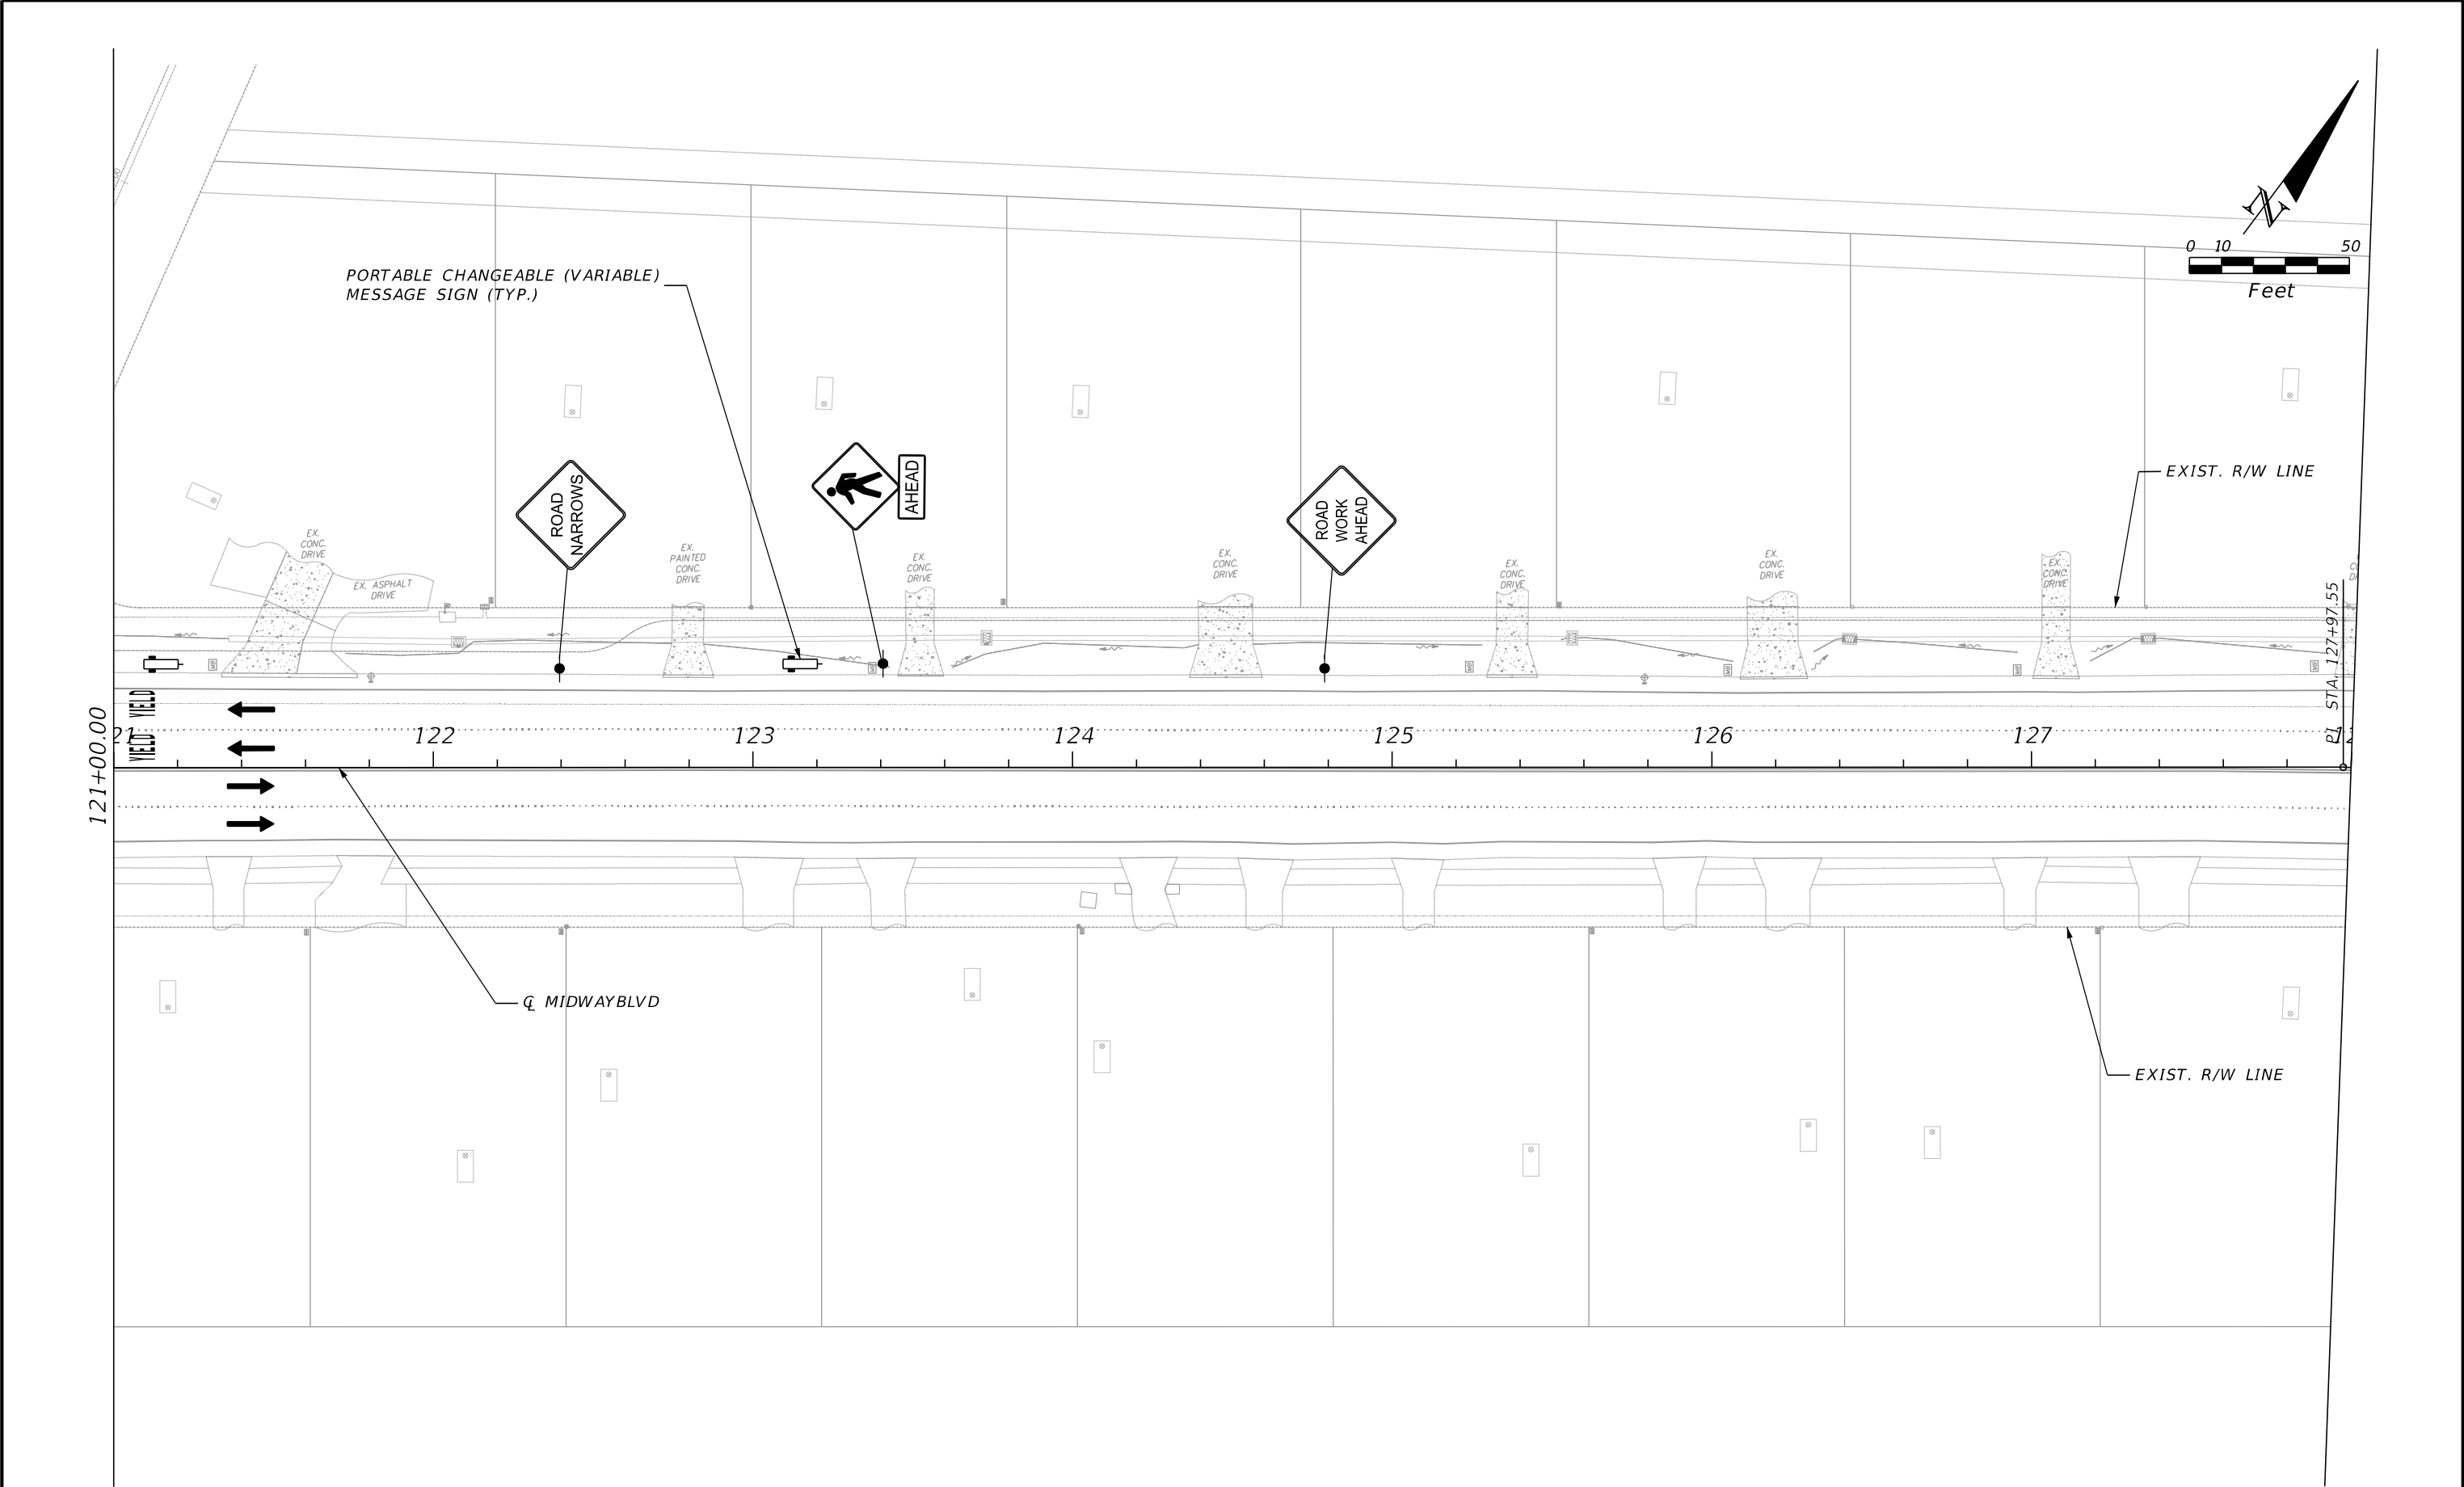 0 10 50
Feet
PORTABLE CHANGEABLE (VARIABLE)
MESSAGE SIGN (TYP.)
EXIST. R/W LINE
ROAD
NARROWS
AHEAD
ROAD
WORK
AHEAD
EX.
CONC.
DRIVE
EX. ASPHALT
DRIVE
EX.
PAINTED
CONC.
DRIVE
EX.
CONC.
DRIVE
EX.
CONC.
DRIVE
EX.
CONC.
DRIVE
EX.
CONC.
DRIVE
EX.
CONC.
DRIVE
PI STA. 127+97.55
YIELD
YIELD
121+00.00
21 122 123 124 125 126 127
℄ MIDWAYBLVD
EXIST. R/W LINE